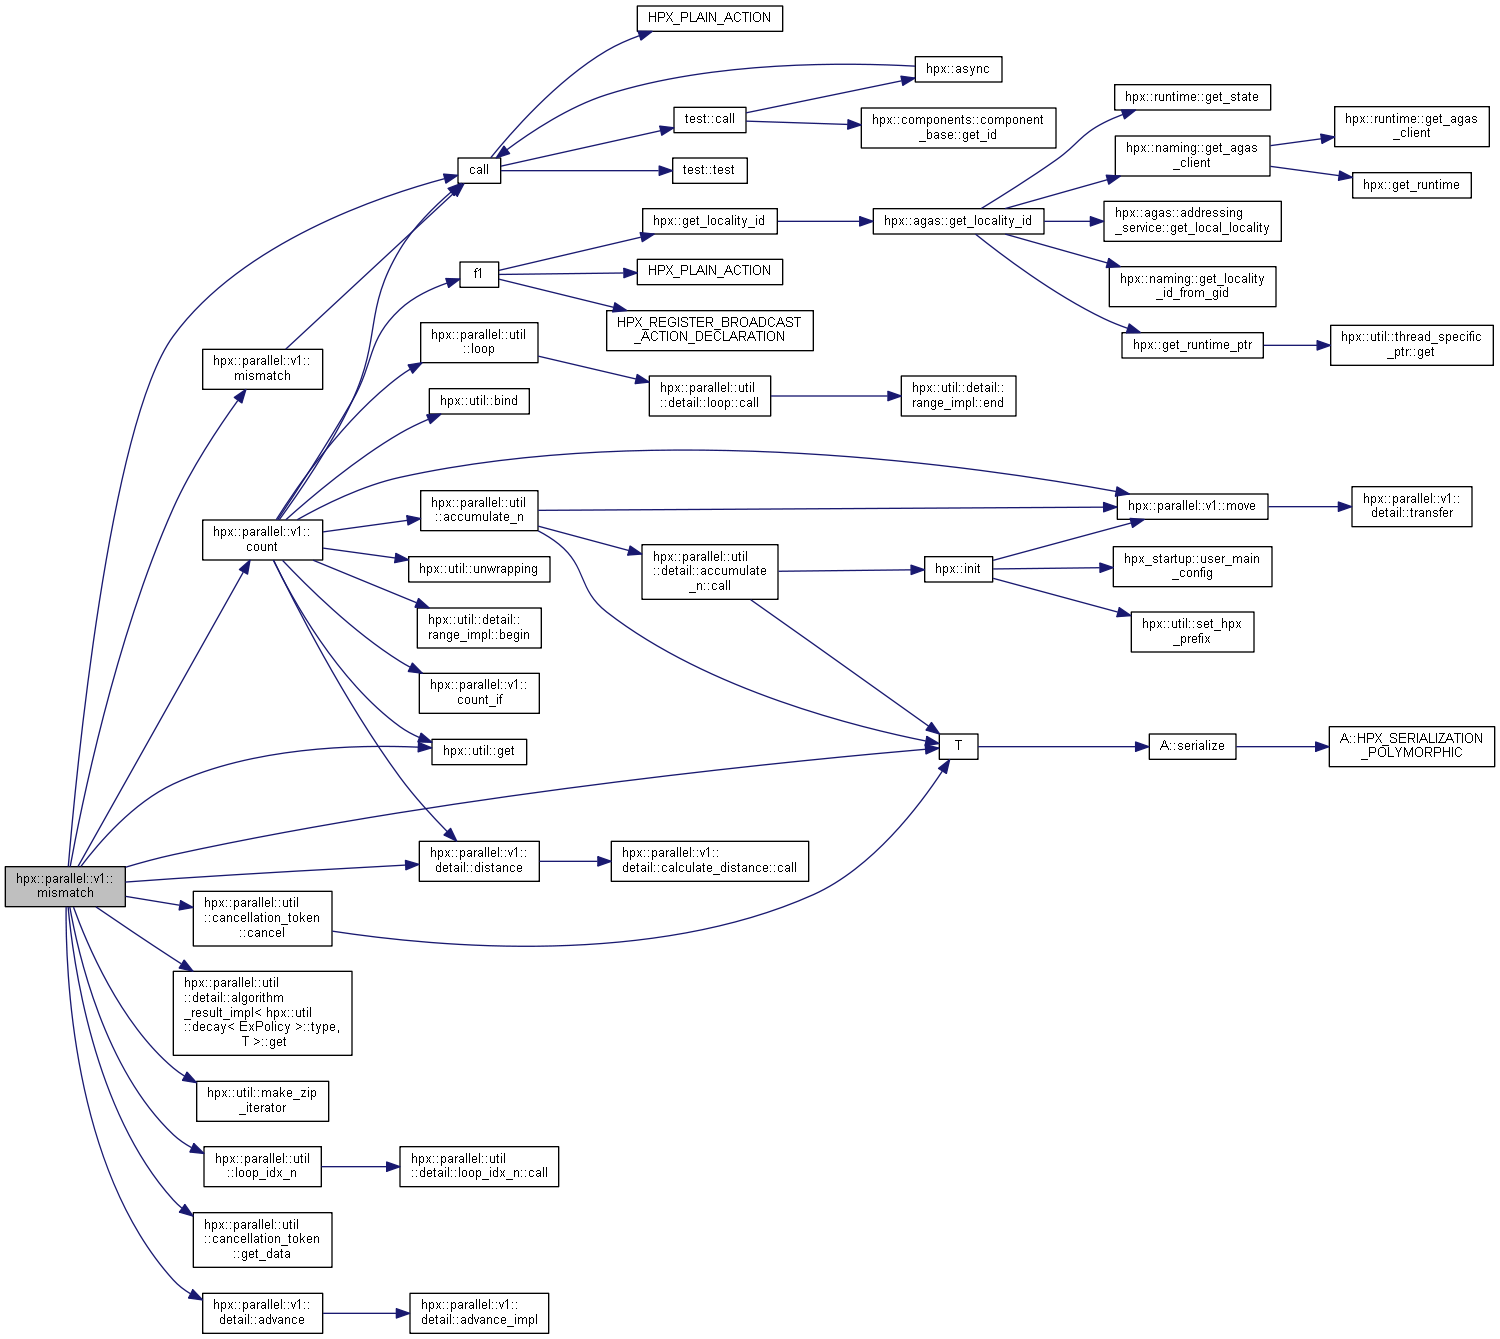 HPX_PLAIN_ACTION
hpx::async
hpx::runtime::get_state
test::call
hpx::components::component
_base::get_id
hpx::runtime::get_agas
_client
hpx::naming::get_agas
_client
call
test::test
hpx::get_runtime
hpx::get_locality_id
hpx::agas::get_locality_id
hpx::agas::addressing
_service::get_local_locality
f1
HPX_PLAIN_ACTION
hpx::naming::get_locality
_id_from_gid
HPX_REGISTER_BROADCAST
_ACTION_DECLARATION
hpx::parallel::util
::loop
hpx::get_runtime_ptr
hpx::util::thread_specific
_ptr::get
hpx::parallel::v1::
mismatch
hpx::parallel::util
::detail::loop::call
hpx::util::detail::
range_impl::end
hpx::util::bind
hpx::parallel::util
::accumulate_n
hpx::parallel::v1::move
hpx::parallel::v1::
detail::transfer
hpx::parallel::v1::
count
hpx::util::unwrapping
hpx::parallel::util
::detail::accumulate
_n::call
hpx::init
hpx_startup::user_main
_config
hpx::util::detail::
range_impl::begin
hpx::util::set_hpx
_prefix
hpx::parallel::v1::
count_if
hpx::util::get
T
A::serialize
A::HPX_SERIALIZATION
_POLYMORPHIC
hpx::parallel::v1::
detail::distance
hpx::parallel::v1::
detail::calculate_distance::call
hpx::parallel::v1::
mismatch
hpx::parallel::util
::cancellation_token
::cancel
hpx::parallel::util
::detail::algorithm
_result_impl< hpx::util
::decay< ExPolicy >::type,
T >::get
hpx::util::make_zip
_iterator
hpx::parallel::util
::loop_idx_n
hpx::parallel::util
::detail::loop_idx_n::call
hpx::parallel::util
::cancellation_token
::get_data
hpx::parallel::v1::
detail::advance
hpx::parallel::v1::
detail::advance_impl